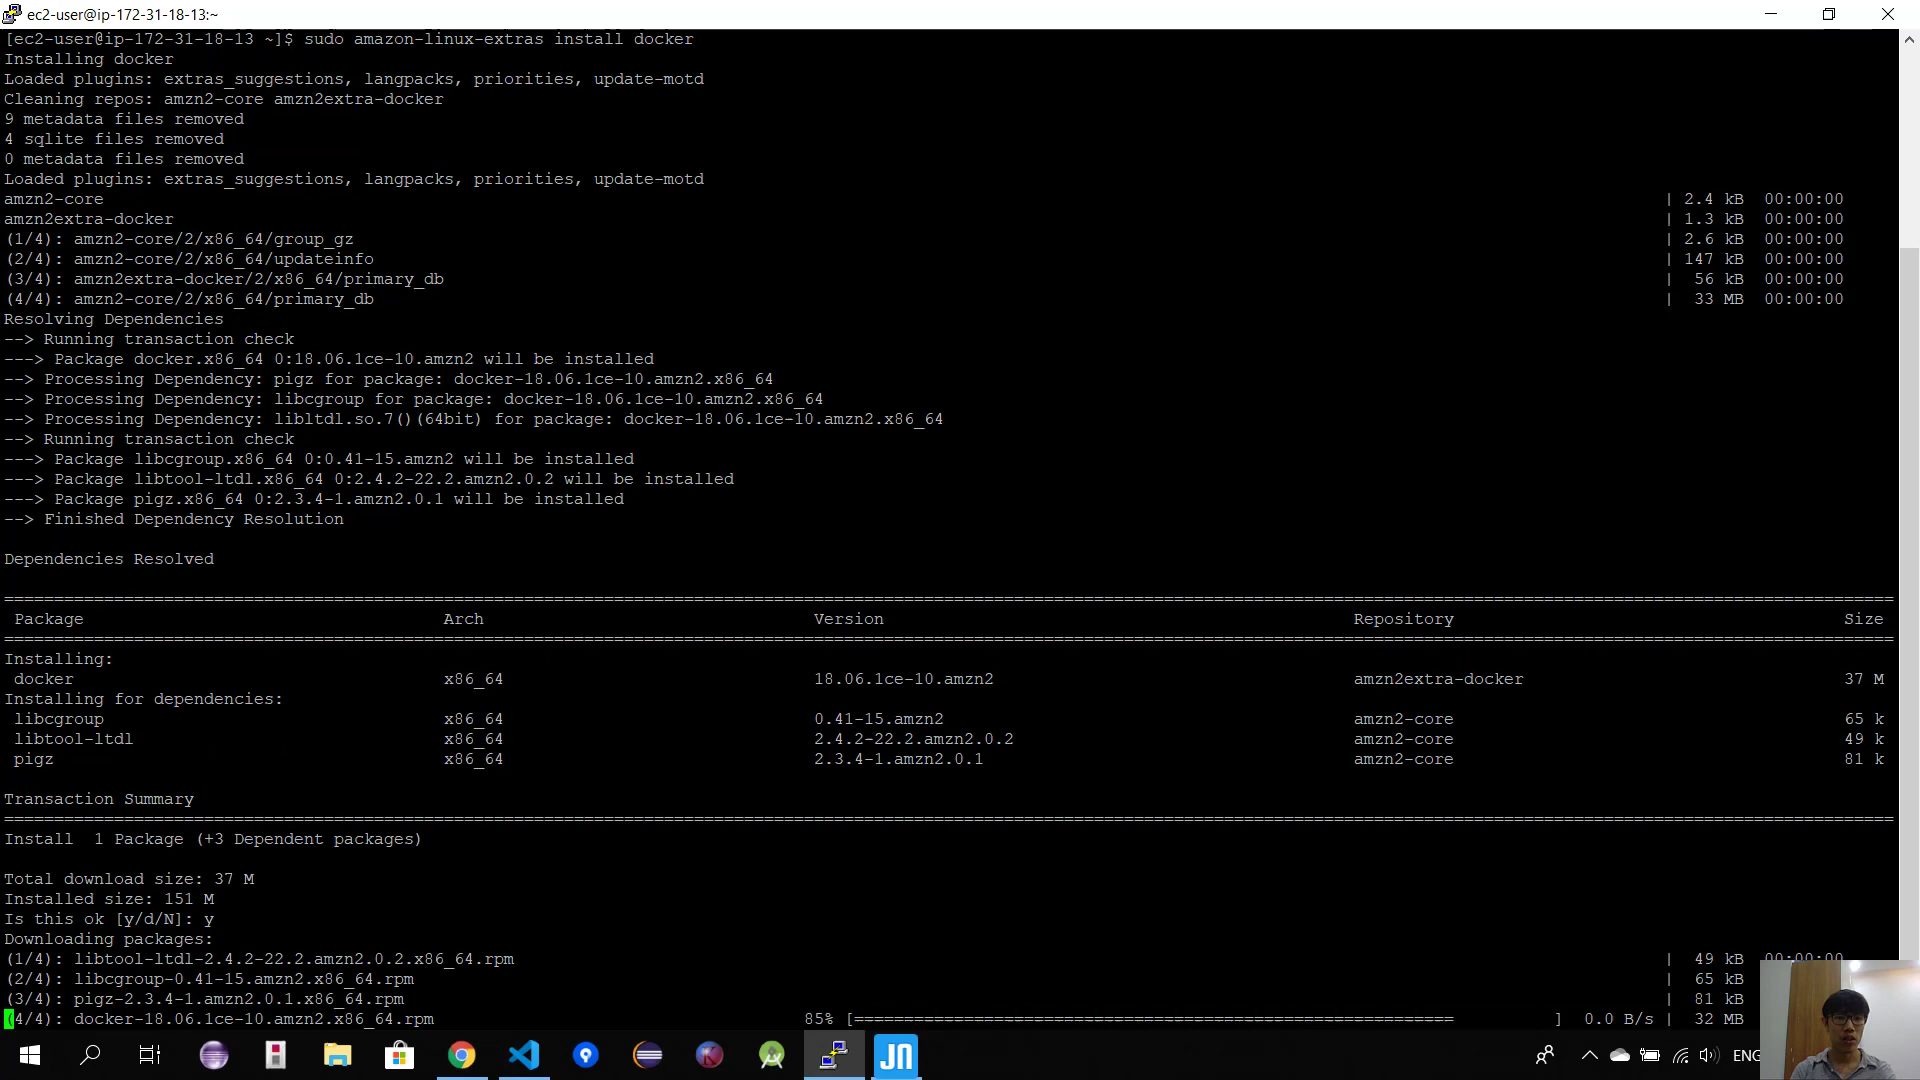 ec2-user@ip-172-31-18-13:~
[ec2-user@ip-172-31-18-13 ~]$ sudo amazon-linux-extras install docker
Installing docker
Loaded plugins: extras_suggestions, langpacks, priorities, update-motd
Cleaning repos: amzn2-core amzn2extra-docker
9 metadata files removed
4 sqlite files removed
0 metadata files removed
Loaded plugins: extras_suggestions, langpacks, priorities, update-motd
amzn2-core | 2.4 kB 00:00:00
amzn2extra-docker | 1.3 kB 00:00:00
(1/4): amzn2-core/2/x86_64/group_gz | 2.6 kB 00:00:00
(2/4): amzn2-core/2/x86_64/updateinfo | 147 kB 00:00:00
(3/4): amzn2extra-docker/2/x86_64/primary_db | 56 kB 00:00:00
(4/4): amzn2-core/2/x86_64/primary_db | 33 MB 00:00:00
Resolving Dependencies
--> Running transaction check
---> Package docker.x86_64 0:18.06.1ce-10.amzn2 will be installed
--> Processing Dependency: pigz for package: docker-18.06.1ce-10.amzn2.x86_64
--> Processing Dependency: libcgroup for package: docker-18.06.1ce-10.amzn2.x86_64
--> Processing Dependency: libltdl.so.7()(64bit) for package: docker-18.06.1ce-10.amzn2.x86_64
--> Running transaction check
---> Package libcgroup.x86_64 0:0.41-15.amzn2 will be installed
---> Package libtool-ltdl.x86_64 0:2.4.2-22.2.amzn2.0.2 will be installed
---> Package pigz.x86_64 0:2.3.4-1.amzn2.0.1 will be installed
--> Finished Dependency Resolution
Dependencies Resolved
Package Arch Version Repository Size
Installing:
docker x86_64 18.06.1ce-10.amzn2 amzn2extra-docker 37 M
Installing for dependencies:
libcgroup x86_64 0.41-15.amzn2 amzn2-core 65 k
libtool-ltdl x86_64 2.4.2-22.2.amzn2.0.2 amzn2-core 49 k
pigz x86_64 2.3.4-1.amzn2.0.1 amzn2-core 81 k
Transaction Summary
Install 1 Package (+3 Dependent packages)
Total download size: 37 M
Installed size: 151 M
Is this ok [y/d/N]: y
Downloading packages:
(1/4): libtool-ltdl-2.4.2-22.2.amzn2.0.2.x86_64.rpm | 49 kB 00:00:00
(2/4): libcgroup-0.41-15.amzn2.x86_64.rpm | 65 kB
(3/4): pigz-2.3.4-1.amzn2.0.1.x86_64.rpm | 81 kB
(4/4): docker-18.06.1ce-10.amzn2.x86_64.rpm 85% [============================================================ ] 0.0 B/s | 32 MB
JN
ENG